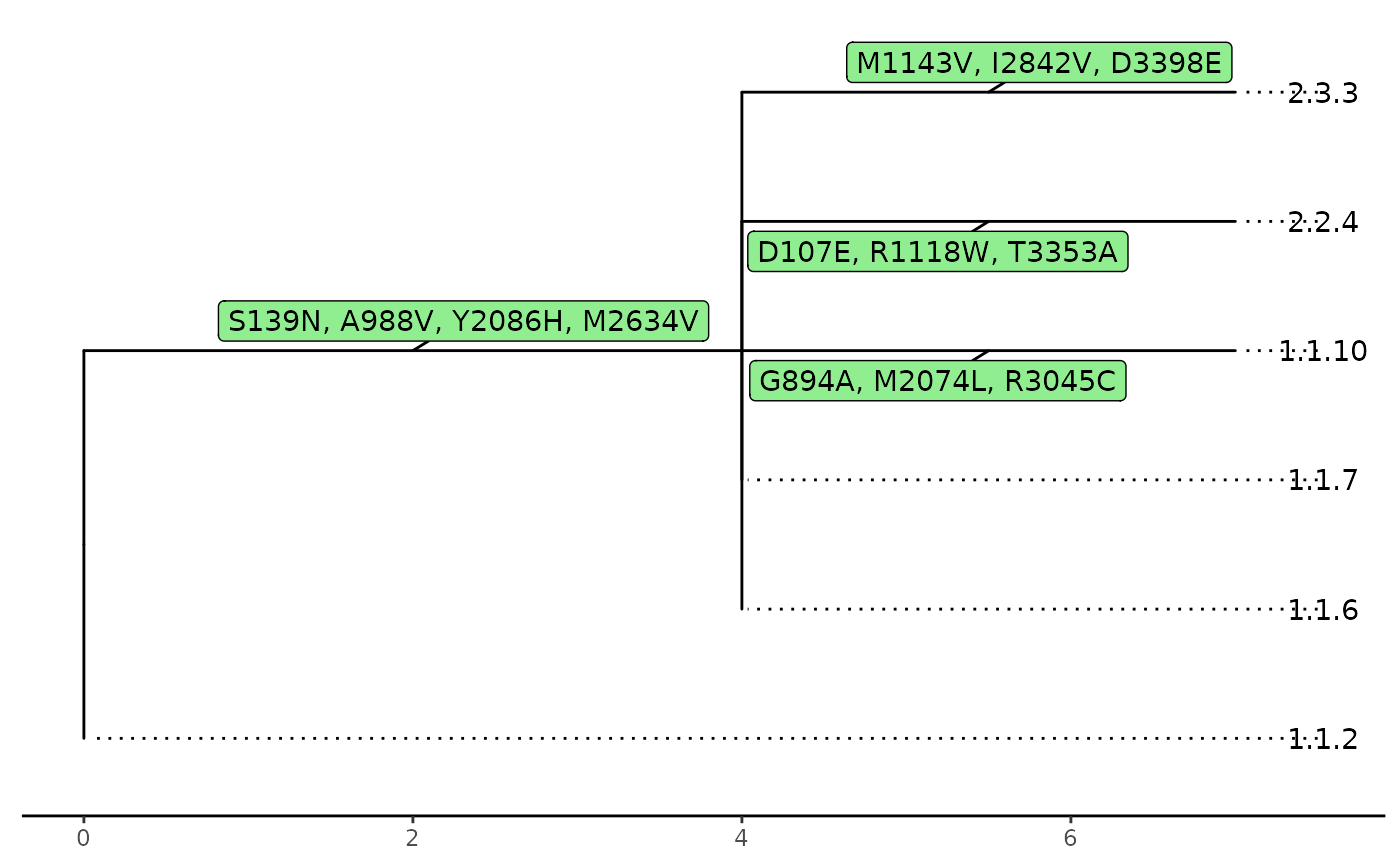 M1143V, I2842V, D3398E
2.3.3
2.2.4
D107E, R1118W, T3353A
S139N, A988V, Y2086H, M2634V
1.1.10
G894A, M2074L, R3045C
1.1.7
1.1.6
1.1.2
0 2 4 6